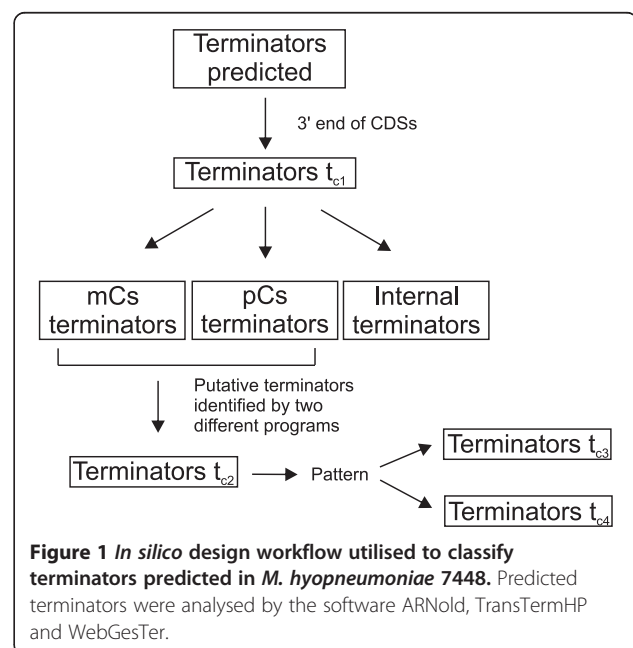 Terminators
predicted
3' end of CDSs
Terminators tc1
mCs
terminators
pCs
terminators
Internal
terminators
Putative terminators
identified by two
different programs
Terminators tc2
Pattern
Terminators tc3
Terminators tc4
Figure 1 In silico design workflow utilised to classify
terminators predicted in M. hyopneumoniae 7448. Predicted
terminators were analysed by the software ARNold, TransTermHP
and WebGesTer.